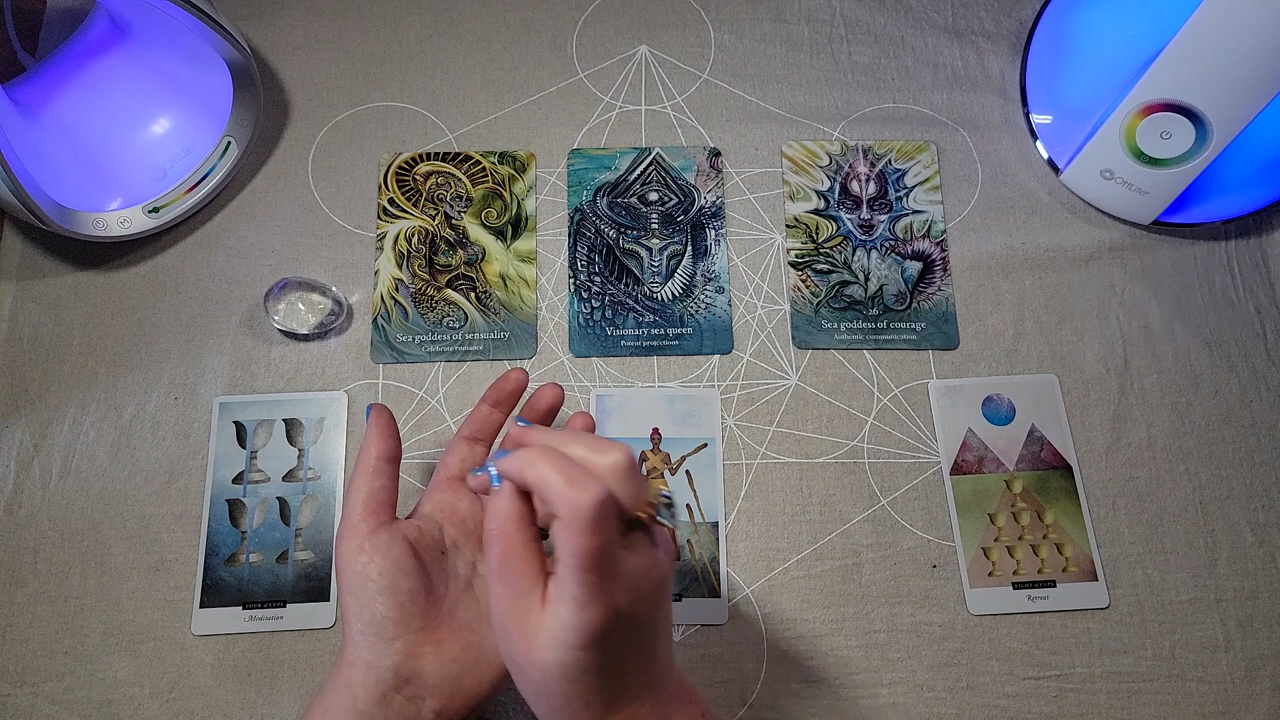 OttLite
· 24 ·
Sea goddess of sensuality
Celebrate romance
· 22 ·
Visionary sea queen
Potent projections
· 26 ·
Sea goddess of courage
Authentic communication
OttLite
FOUR of CUPS
Meditation
EIGHT of CUPS
Retreat